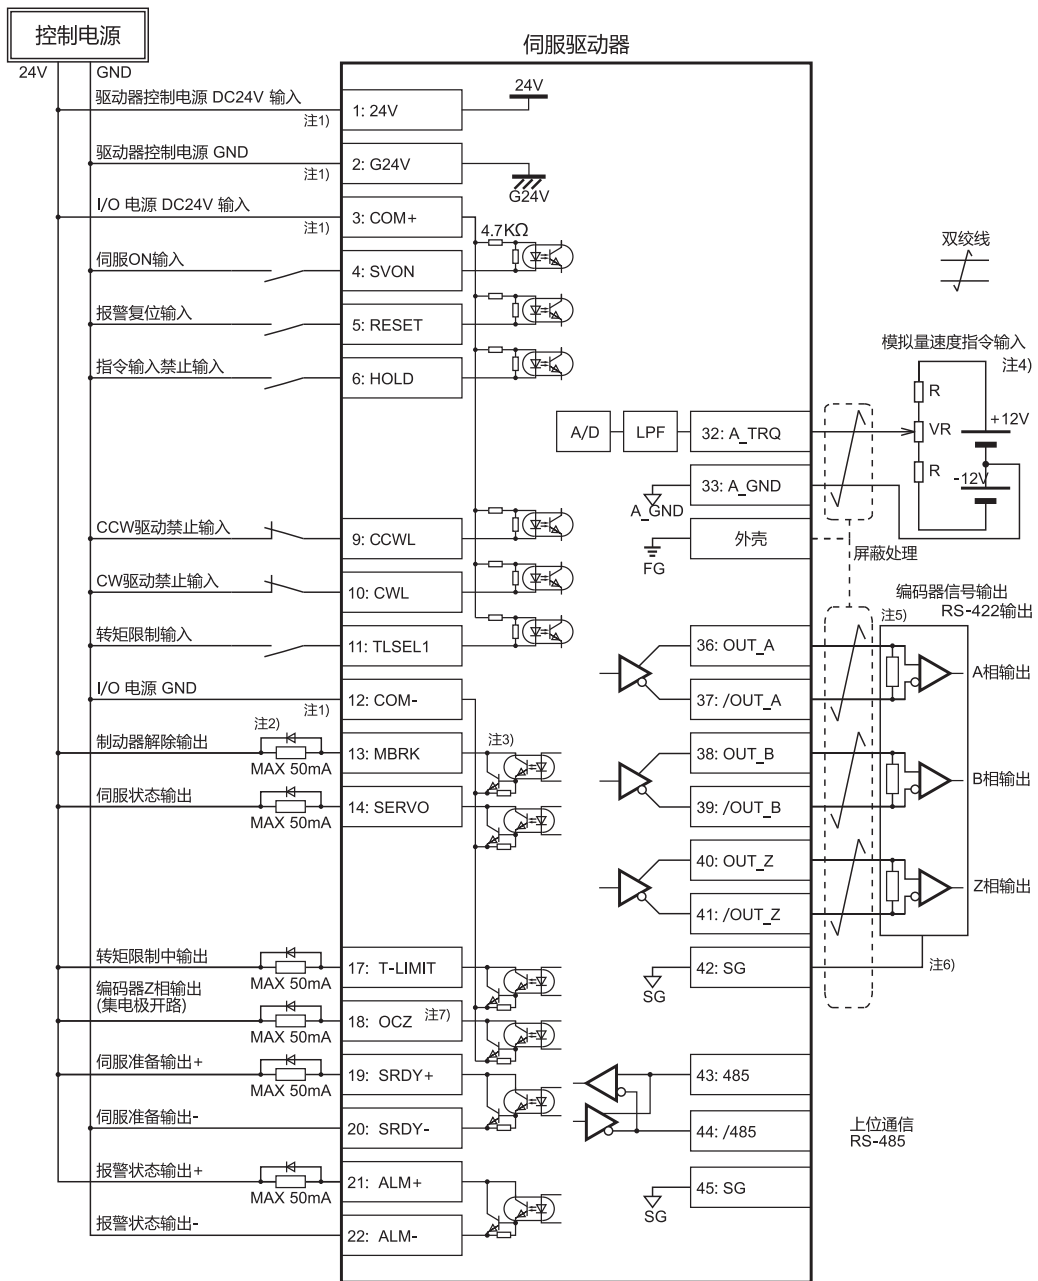 控制电源
24V
GND
伺服驱动器
驱动器控制电源 DC24V 输入
注1)
1: 24V
24V
驱动器控制电源 GND
注1)
2: G24V
G24V
I/O 电源 DC24V 输入
注1)
3: COM+
4.7KΩ
伺服ON输入
4: SVON
报警复位输入
5: RESET
指令输入禁止输入
6: HOLD
双绞线
模拟量速度指令输入
注4)
R
+12V
VR
R
-12V
A/D
LPF
32: A_TRQ
33: A_GND
A_GND
外壳
FG
屏蔽处理
CCW驱动禁止输入
9: CCWL
CW驱动禁止输入
10: CWL
转矩限制输入
11: TLSEL1
I/O 电源 GND
注1)
12: COM-
编码器信号输出
RS-422输出
注5)
36: OUT_A
A相输出
37: /OUT_A
注2)
制动器解除输出
MAX 50mA
13: MBRK
注3)
38: OUT_B
B相输出
伺服状态输出
MAX 50mA
14: SERVO
39: /OUT_B
40: OUT_Z
Z相输出
41: /OUT_Z
转矩限制中输出
MAX 50mA
17: T-LIMIT
42: SG
SG
注6)
编码器Z相输出
(集电极开路)
MAX 50mA
18: OCZ
注7)
伺服准备输出+
MAX 50mA
19: SRDY+
43: 485
伺服准备输出-
20: SRDY-
44: /485
上位通信
RS-485
报警状态输出+
MAX 50mA
21: ALM+
45: SG
SG
报警状态输出-
22: ALM-